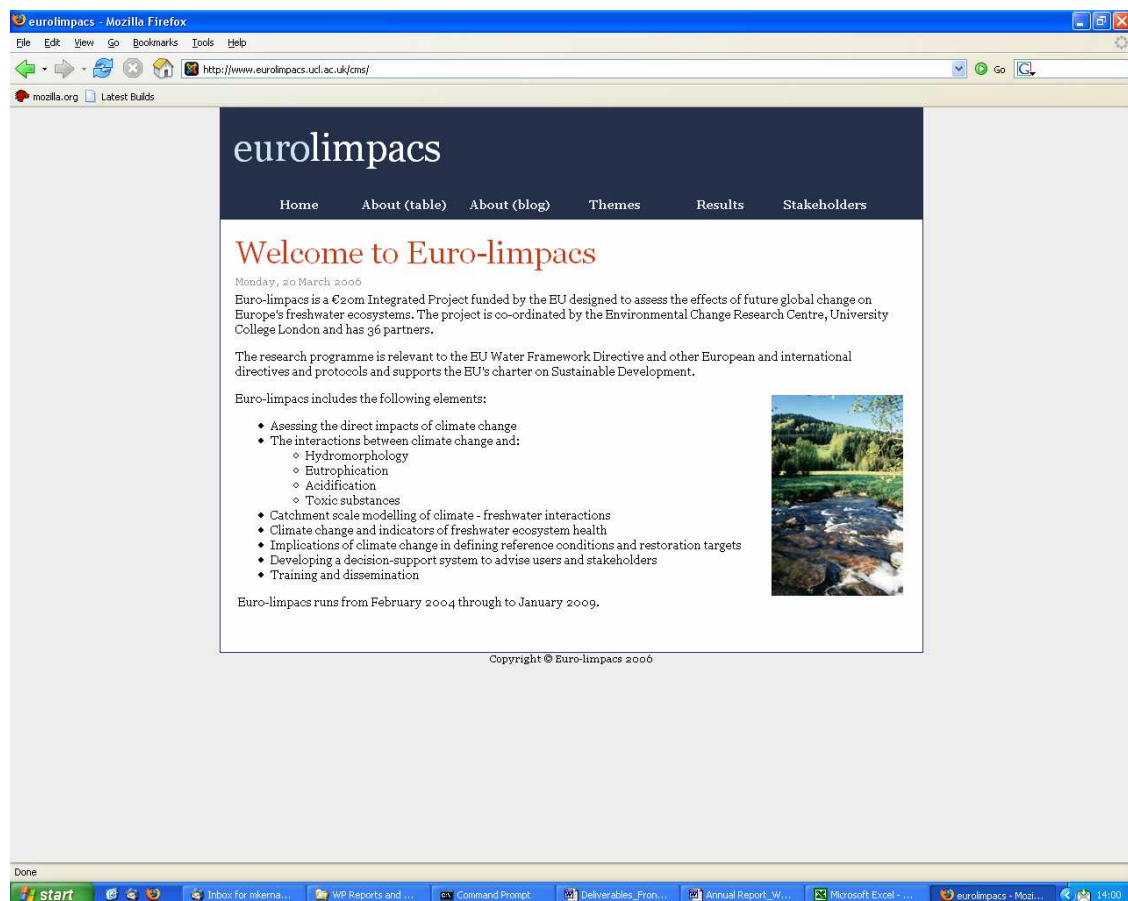 eurolimpacs - Mozilla Firefox
File Edit View Go Bookmarks Tools Help
http://www.eurolimpacs.ucl.ac.uk/cms/ Go
mozilla.org Latest Builds
eurolimpacs
Home About (table) About (blog) Themes Results Stakeholders
Welcome to Euro-limpacs
Monday, 20 March 2006
Euro-limpacs is a €20m Integrated Project funded by the EU designed to assess the effects of future global change on
Europe's freshwater ecosystems. The project is co-ordinated by the Environmental Change Research Centre, University
College London and has 36 partners.
The research programme is relevant to the EU Water Framework Directive and other European and international
directives and protocols and supports the EU's charter on Sustainable Development.
Euro-limpacs includes the following elements:
Asessing the direct impacts of climate change
The interactions between climate change and:
Hydromorphology
Eutrophication
Acidification
Toxic substances
Catchment scale modelling of climate - freshwater interactions
Climate change and indicators of freshwater ecosystem health
Implications of climate change in defining reference conditions and restoration targets
Developing a decision-support system to advise users and stakeholders
Training and dissemination
Euro-limpacs runs from February 2004 through to January 2009.
Copyright © Euro-limpacs 2006
Done
start Inbox for mkerna... WP Reports and ... Command Prompt Deliverables_Fron... Annual Report_W... Microsoft Excel - ... eurolimpacs - Mozi... 14:00